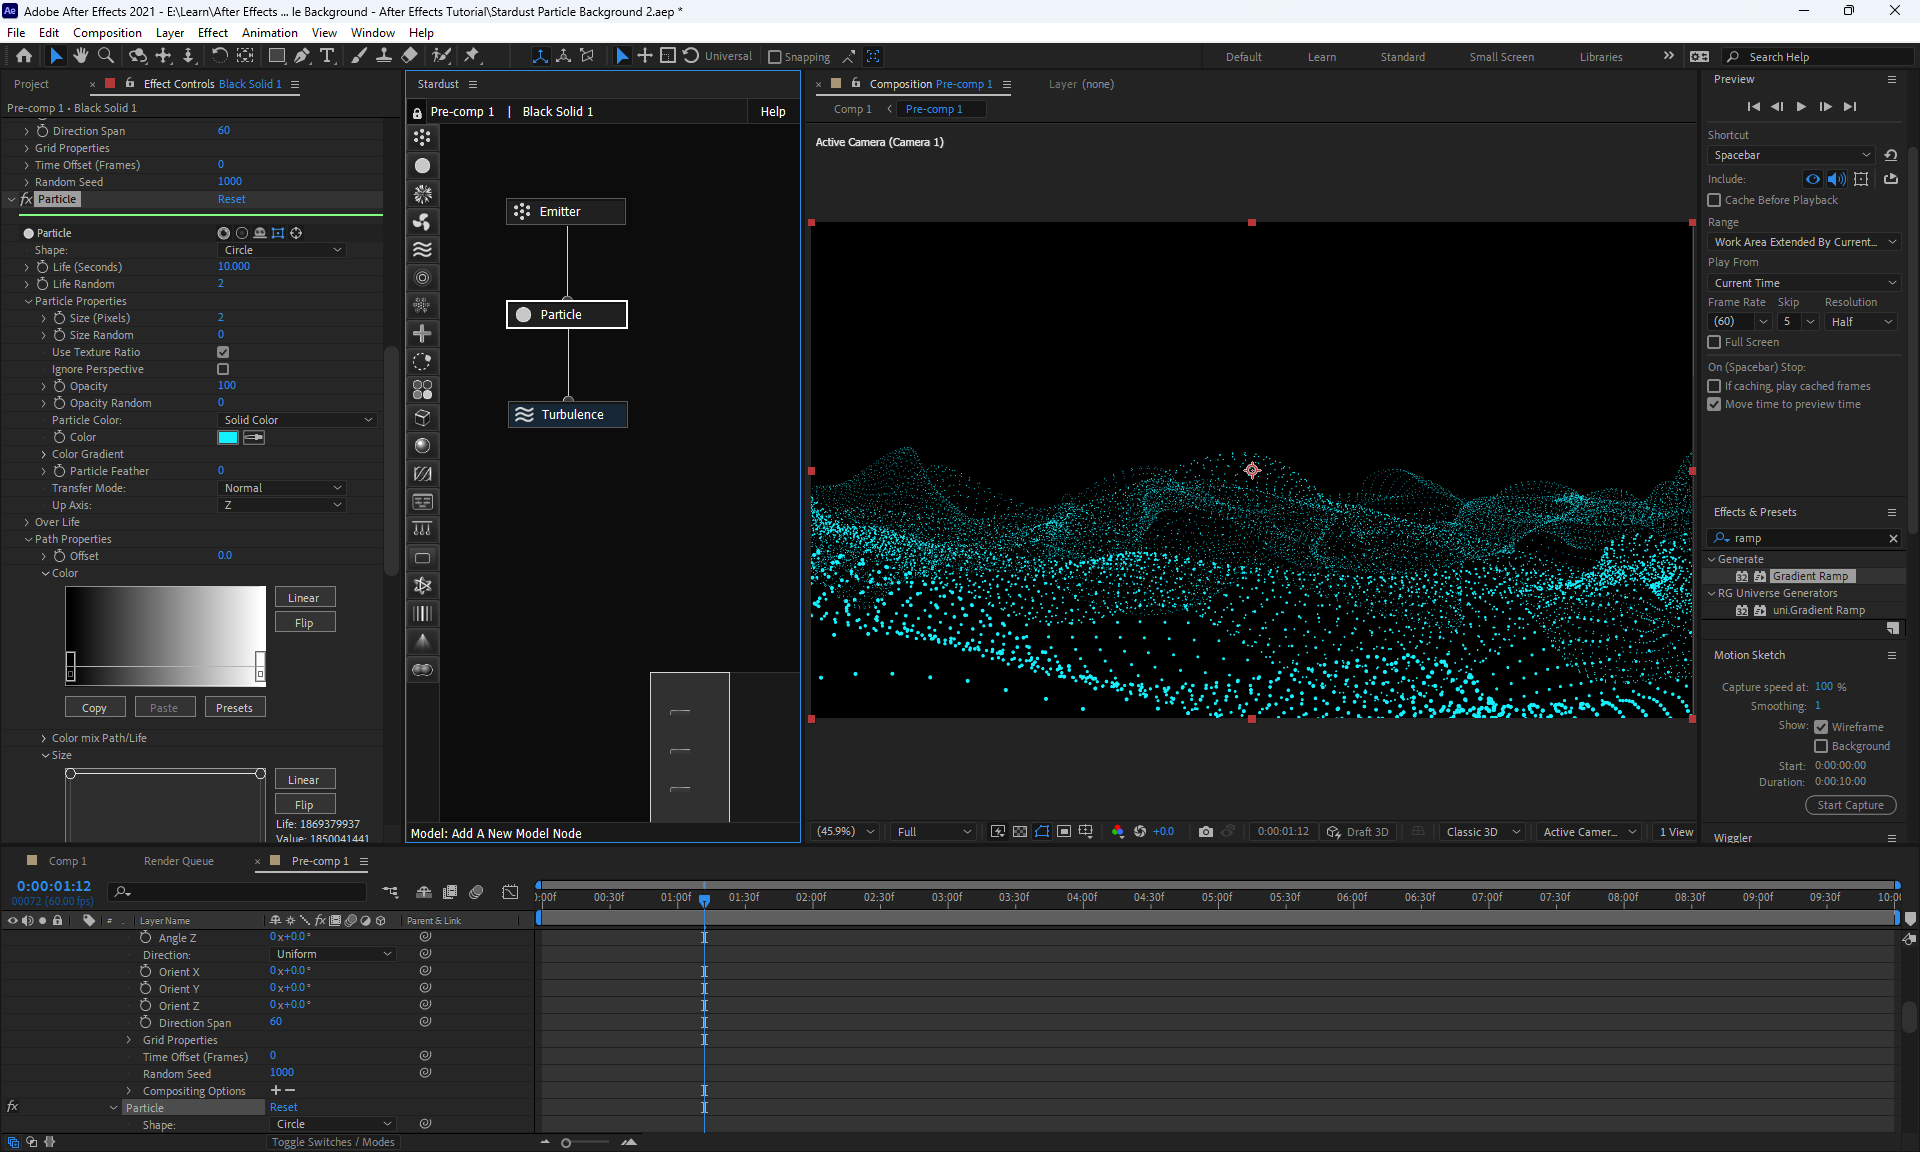 Adobe After Effects 2021 - E:\Learn\After Effects ... le Background - After Effects Tutorial\Stardust Particle Background 2.aep *
File Edit Composition Layer Effect Animation View Window Help
Universal Snapping Default Learn Standard Small Screen Libraries Search Help
Project Effect Controls Black Solid 1
Pre-comp 1 • Black Solid 1
Direction Span 60
Grid Properties
Time Offset (Frames) 0
Random Seed 1000
fx Particle Reset
Particle
Shape: Circle
Life (Seconds) 10.000
Life Random 2
Particle Properties
Size (Pixels) 2
Size Random 0
Use Texture Ratio
Ignore Perspective
Opacity 100
Opacity Random 0
Particle Color: Solid Color
Color
Color Gradient
Particle Feather 0
Transfer Mode: Normal
Up Axis: Z
Over Life
Path Properties
Offset 0.0
Color
Linear
Flip
Copy Paste Presets
Color mix Path/Life
Size
Linear
Flip
Life: 1869379937
Value: 1850041441
Stardust
Pre-comp 1 | Black Solid 1 Help
Emitter
Particle
Turbulence
Model: Add A New Model Node
Composition Pre-comp 1 Layer (none)
Comp 1 < Pre-comp 1
Active Camera (Camera 1)
(45.9%) Full +0.0 0:00:01:12 Draft 3D Classic 3D Active Camer... 1 View
Preview
Shortcut
Spacebar
Include:
Cache Before Playback
Range
Work Area Extended By Current...
Play From
Current Time
Frame Rate Skip Resolution
(60) 5 Half
Full Screen
On (Spacebar) Stop:
If caching, play cached frames
Move time to preview time
Effects & Presets
ramp
Generate
32 Gradient Ramp
RG Universe Generators
32 uni.Gradient Ramp
Motion Sketch
Capture speed at: 100 %
Smoothing: 1
Show: Wireframe
Background
Start: 0:00:00:00
Duration: 0:00:10:00
Start Capture
Wiggler
Comp 1 Render Queue Pre-comp 1
0:00:01:12
00072 (60.00 fps)
):00f 00:30f 01:00f 01:30f 02:00f 02:30f 03:00f 03:30f 04:00f 04:30f 05:00f 05:30f 06:00f 06:30f 07:00f 07:30f 08:00f 08:30f 09:00f 09:30f 10:0
# . Layer Name fx Parent & Link
Angle Z 0x+0.0°
Direction: Uniform
Orient X 0x+0.0°
Orient Y 0x+0.0°
Orient Z 0x+0.0°
Direction Span 60
Grid Properties
Time Offset (Frames) 0
Random Seed 1000
Compositing Options + −
fx Particle Reset
Shape: Circle
Toggle Switches / Modes